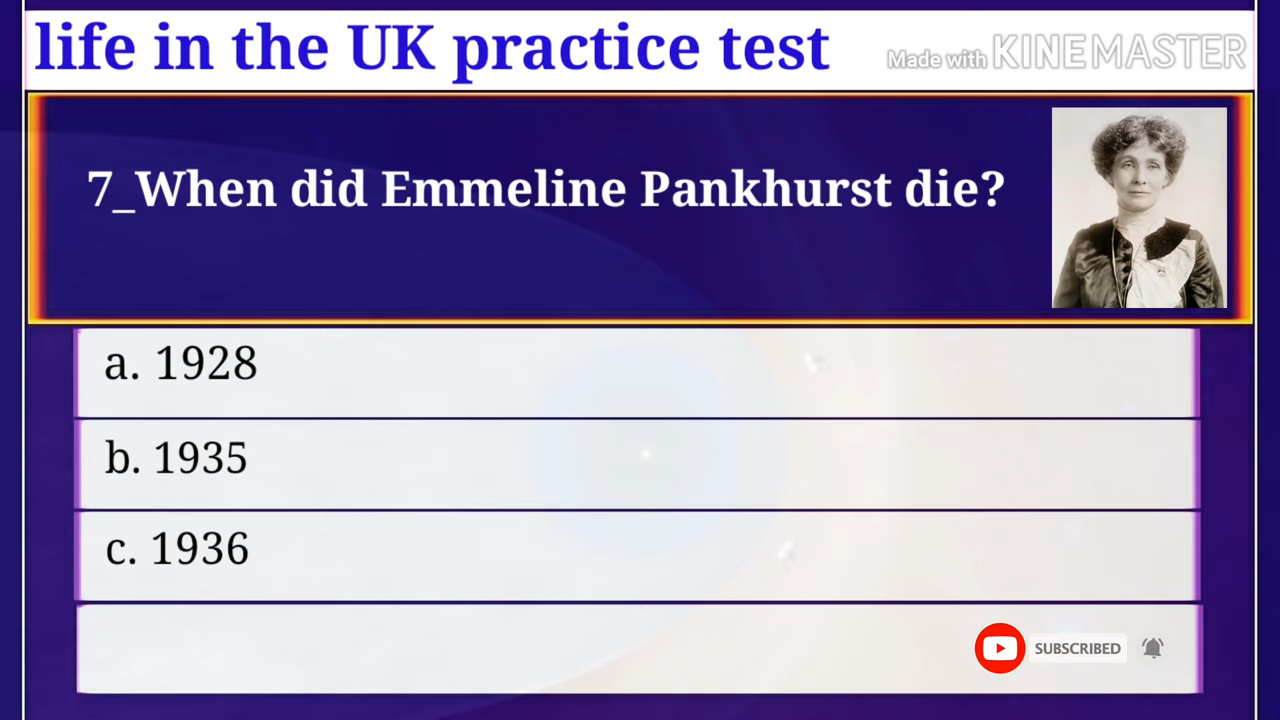 life in the UK practice test
Made with KINEMASTER
7_When did Emmeline Pankhurst die?
a. 1928
b. 1935
c. 1936
SUBSCRIBED